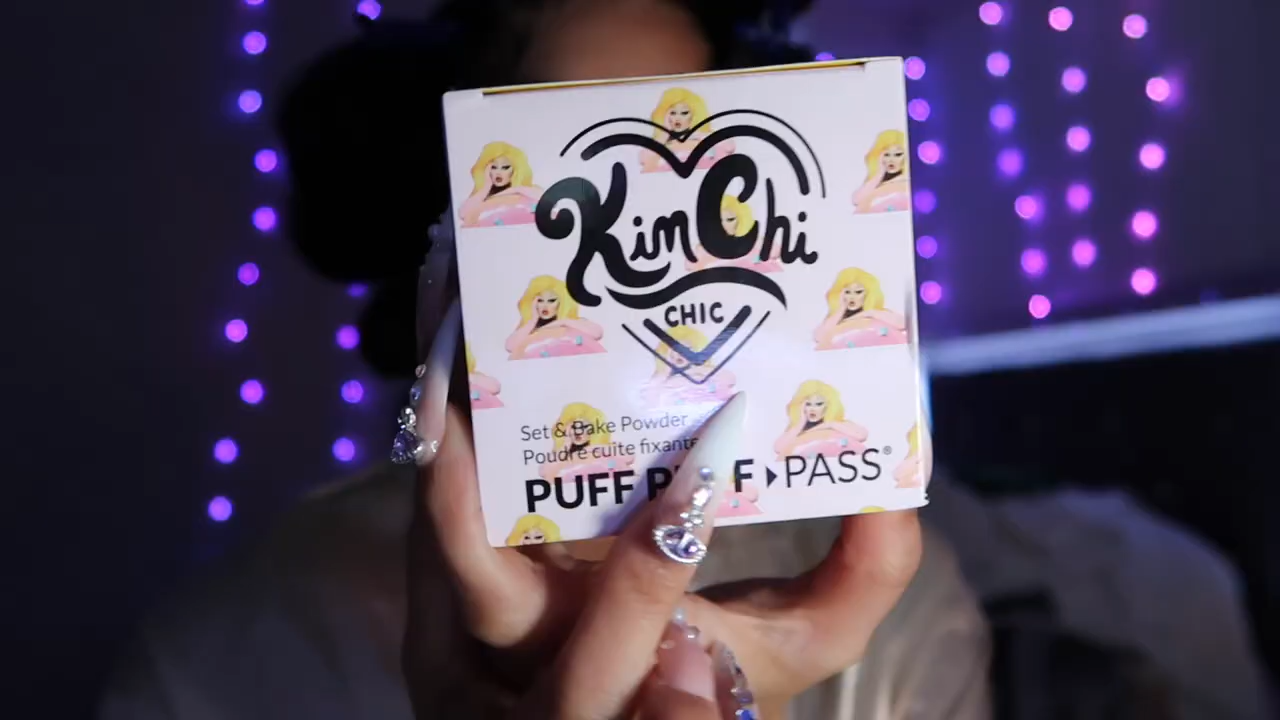 KimChi
CHIC
Set & Bake Powder
Poudre cuite fixante
PUFF PASS®